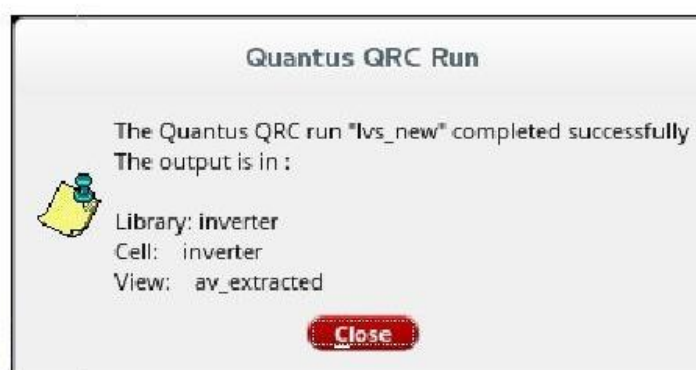 Quantus QRC Run
The Quantus QRC run "lvs_new" completed successfully
The output is in :
Library: inverter
Cell: inverter
View: av_extracted
Close